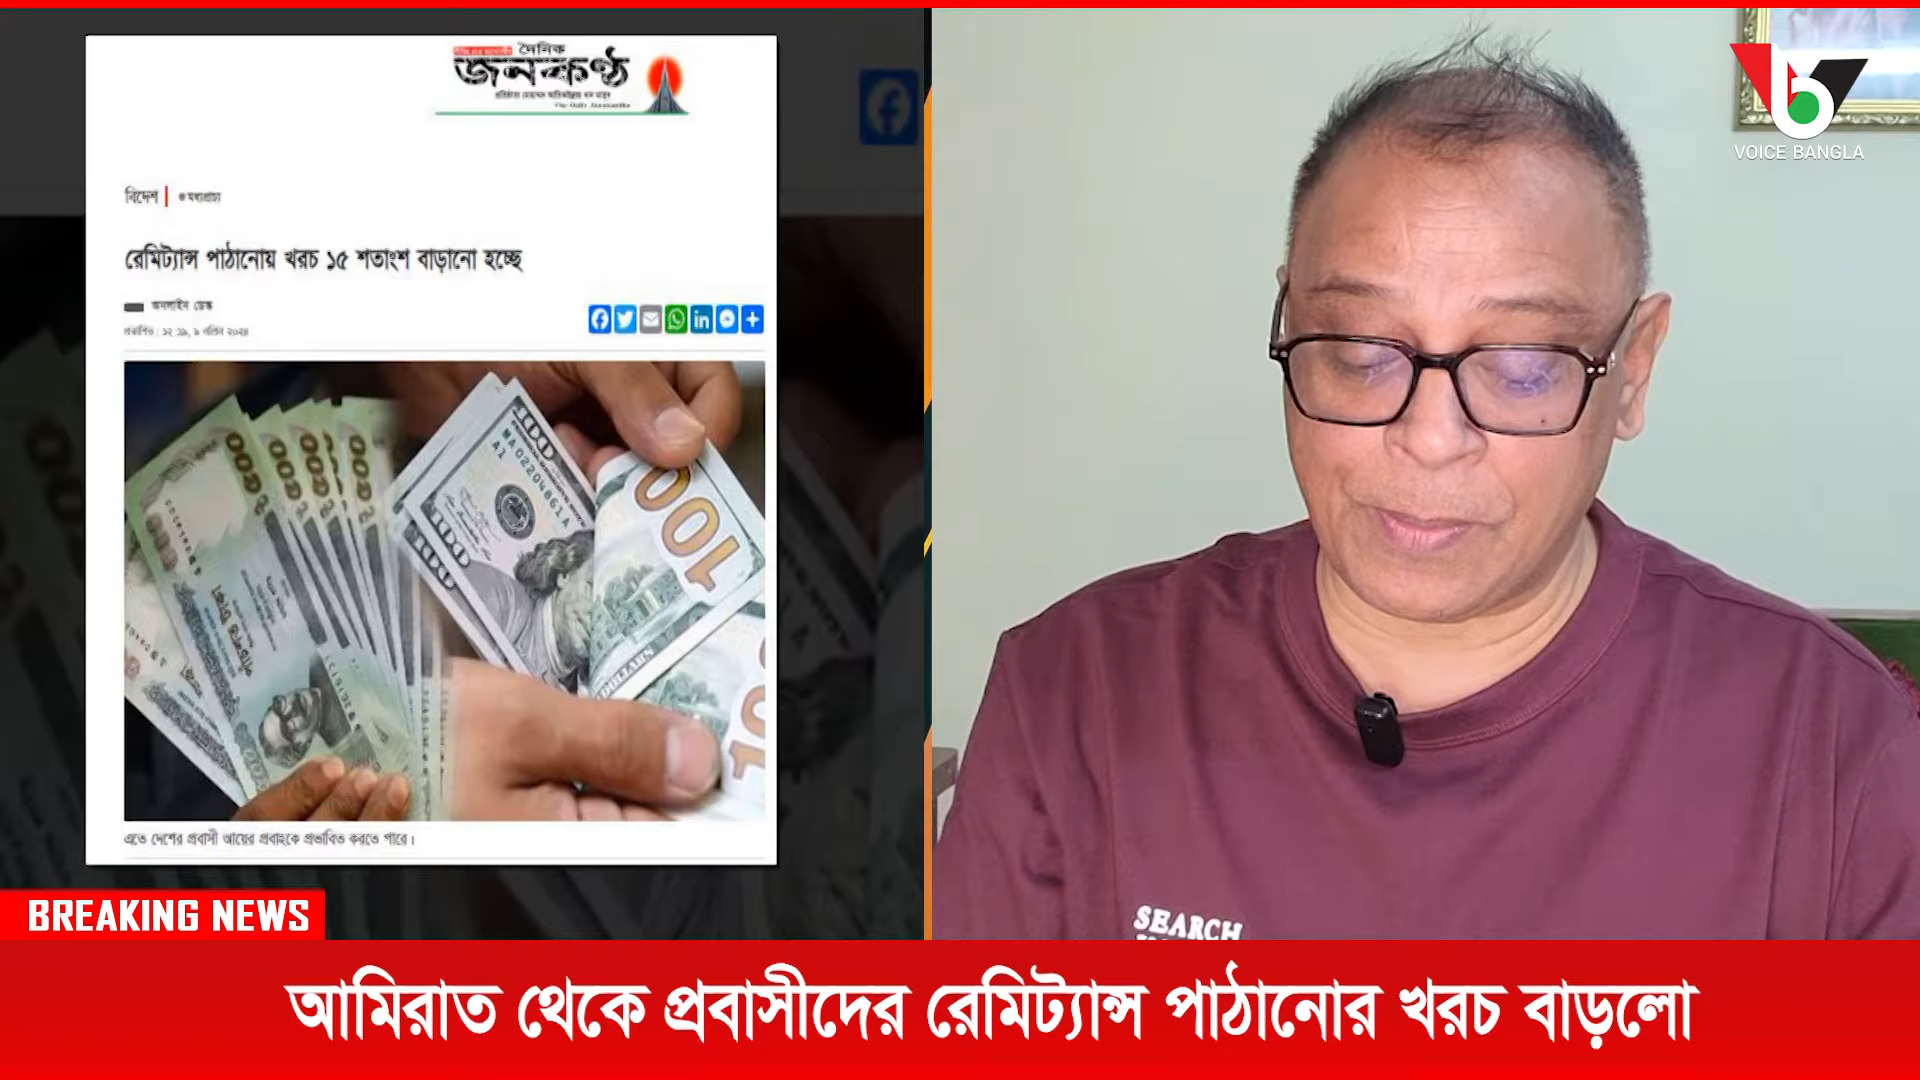 দৈনিক
জনকণ্ঠ
বিদেশ
রেমিট্যান্স পাঠানোয় খরচ ১৫ শতাংশ বাড়ানো হচ্ছে
অনলাইন ডেস্ক
এতে দেশের প্রবাসী আয়ের প্রবাহকে প্রভাবিত করতে পারে।
VOICE BANGLA
SEARCH
BREAKING NEWS
আমিরাত থেকে প্রবাসীদের রেমিট্যান্স পাঠানোর খরচ বাড়লো